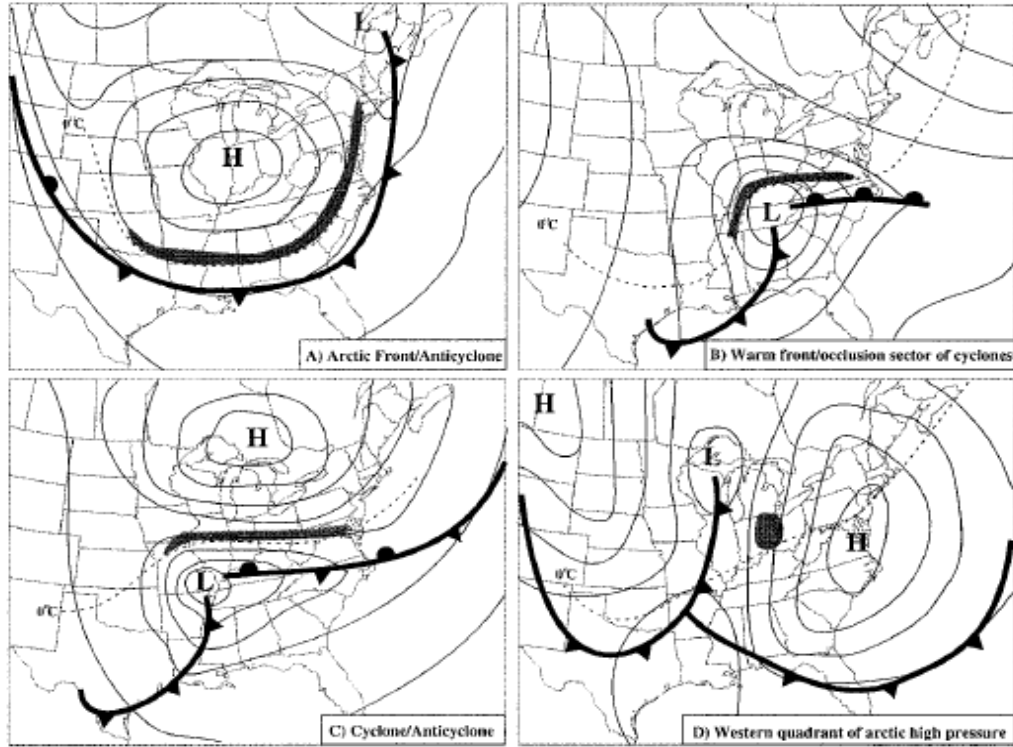 L
0°C
H
A) Arctic Front/Anticyclone
L
0°C
B) Warm front/occlusion sector of cyclones
H
L
0°C
C) Cyclone/Anticyclone
H
L
H
0°C
D) Western quadrant of arctic high pressure